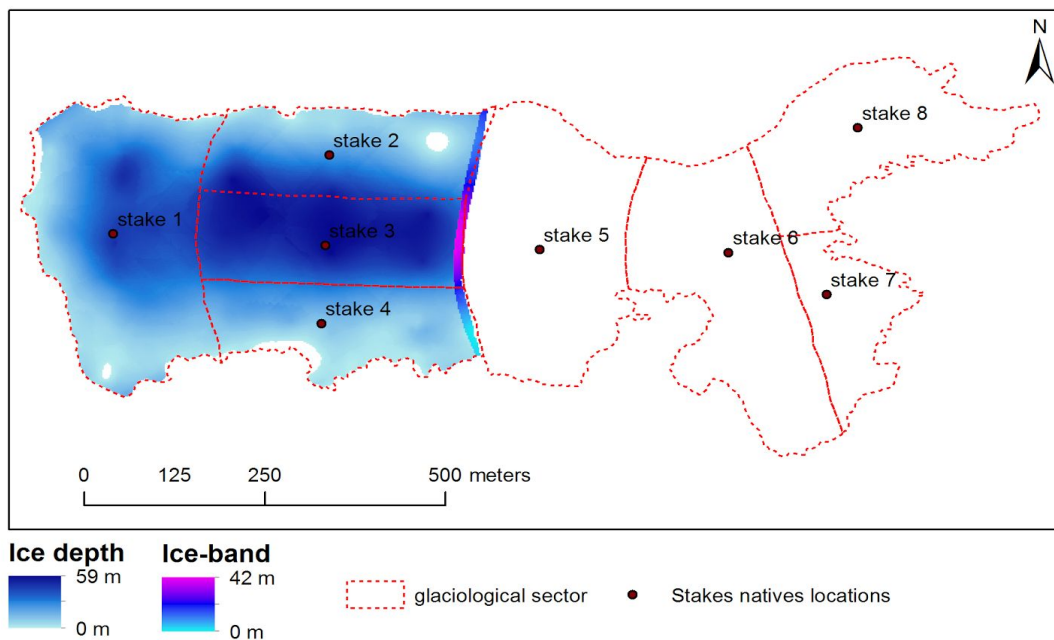 N
stake 8
stake 2
stake 1
stake 3
stake 5
stake 6
stake 7
stake 4
0 125 250 500 meters
Ice depth Ice-band
59 m 42 m
0 m 0 m
glaciological sector Stakes natives locations